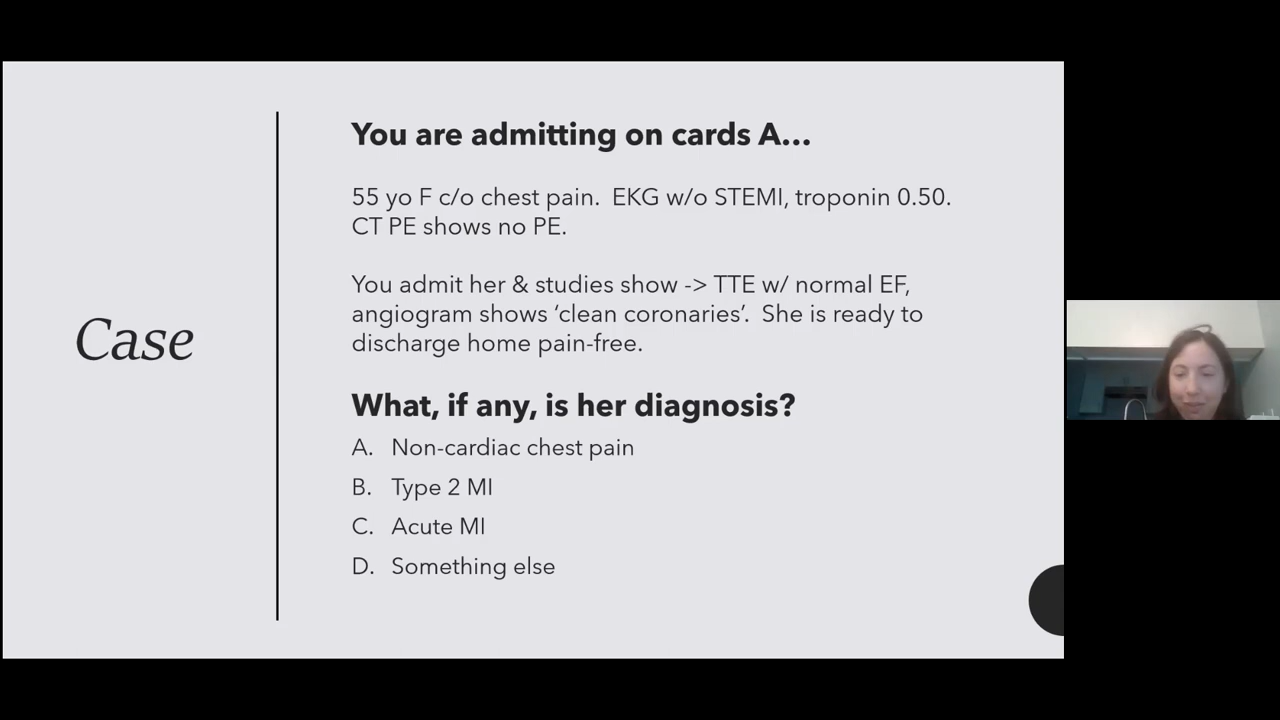 Case
You are admitting on cards A...
55 yo F c/o chest pain.  EKG w/o STEMI, troponin 0.50.
CT PE shows no PE.
You admit her & studies show -> TTE w/ normal EF,
angiogram shows ‘clean coronaries’.  She is ready to
discharge home pain-free.
What, if any, is her diagnosis?
A. Non-cardiac chest pain
B. Type 2 MI
C. Acute MI
D. Something else